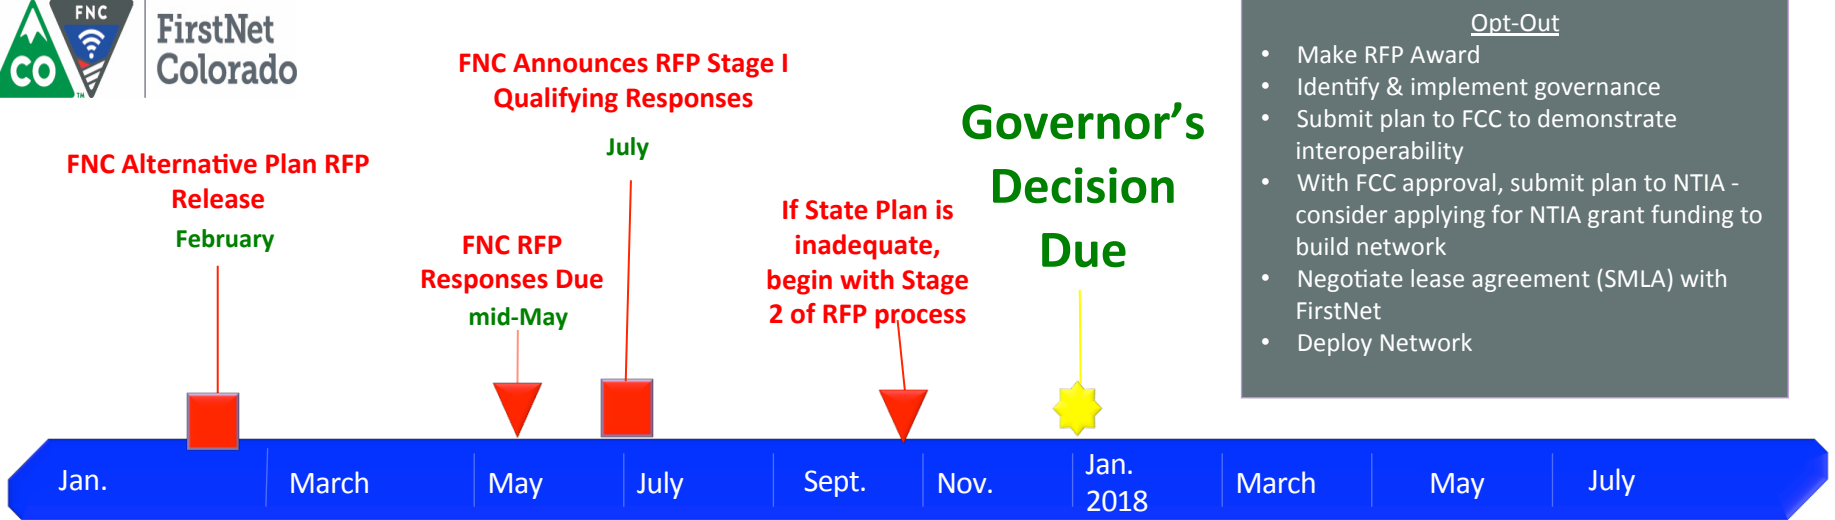 FNC
CO
TM
FirstNet
Colorado
FNC Alternative Plan RFP
Release
February
FNC RFP
Responses Due
mid-May
FNC Announces RFP Stage I
Qualifying Responses
July
If State Plan is
inadequate,
begin with Stage
2 of RFP process
Governor’s
Decision
Due
Opt-Out
• Make RFP Award
• Identify & implement governance
• Submit plan to FCC to demonstrate
interoperability
• With FCC approval, submit plan to NTIA -
consider applying for NTIA grant funding to
build network
• Negotiate lease agreement (SMLA) with
FirstNet
• Deploy Network
Jan.
March
May
July
Sept.
Nov.
Jan.
2018
March
May
July